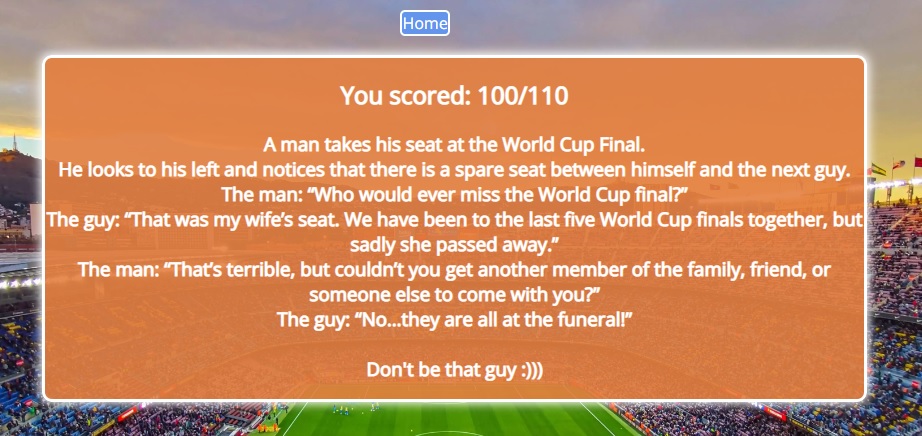 Home
You scored: 100/110
A man takes his seat at the World Cup Final.
He looks to his left and notices that there is a spare seat between himself and the next guy.
The man: “Who would ever miss the World Cup final?”
The guy: “That was my wife’s seat. We have been to the last five World Cup finals together, but
sadly she passed away.”
The man: “That’s terrible, but couldn’t you get another member of the family, friend, or
someone else to come with you?”
The guy: “No...they are all at the funeral!”
Don't be that guy :)))